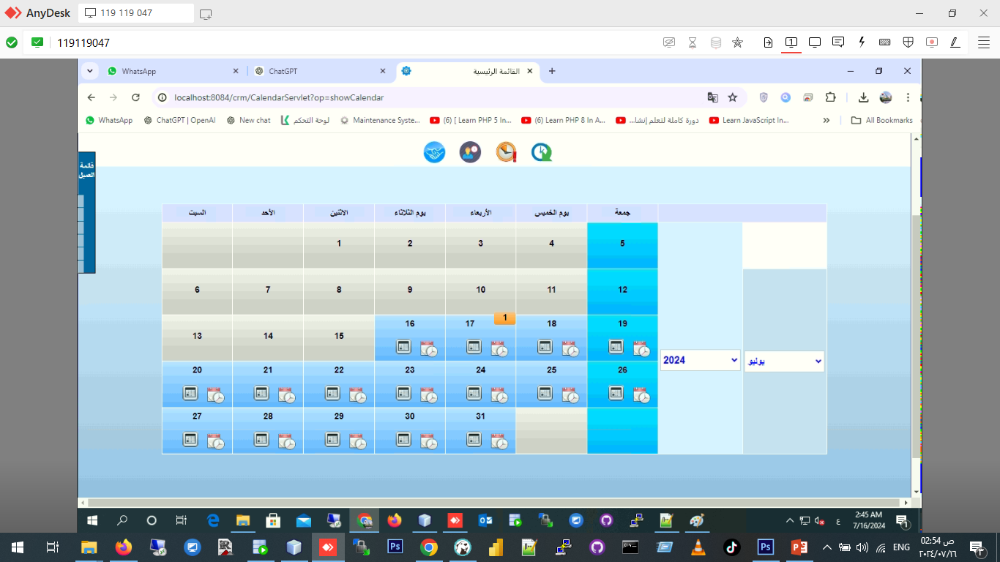 AnyDesk
119 119 047
119119047
WhatsApp
ChatGPT
القائمة الرئيسية
localhost:8084/crm/CalendarServlet?op=showCalendar
WhatsApp
ChatGPT | OpenAI
New chat
لوحة التحكم
Maintenance Syste...
(6) [ Learn PHP 5 In...
(6) Learn PHP 8 In A...
دورة كاملة لتعلم إنشا...
Learn JavaScript In...
All Bookmarks
قائمة
العميل
السبت الأحد الاثنين يوم الثلاثاء الأربعاء يوم الخميس جمعة
1 2 3 4 5
6 7 8 9 10 11 12
1
13 14 15 16 17 18 19
2024
يوليو
20 21 22 23 24 25 26
27 28 29 30 31
2:45 AM
ع
7/16/2024
1
Ps
Ps
ENG
02:54 ص
٢٠٢٤/٠٧/١٦
٣